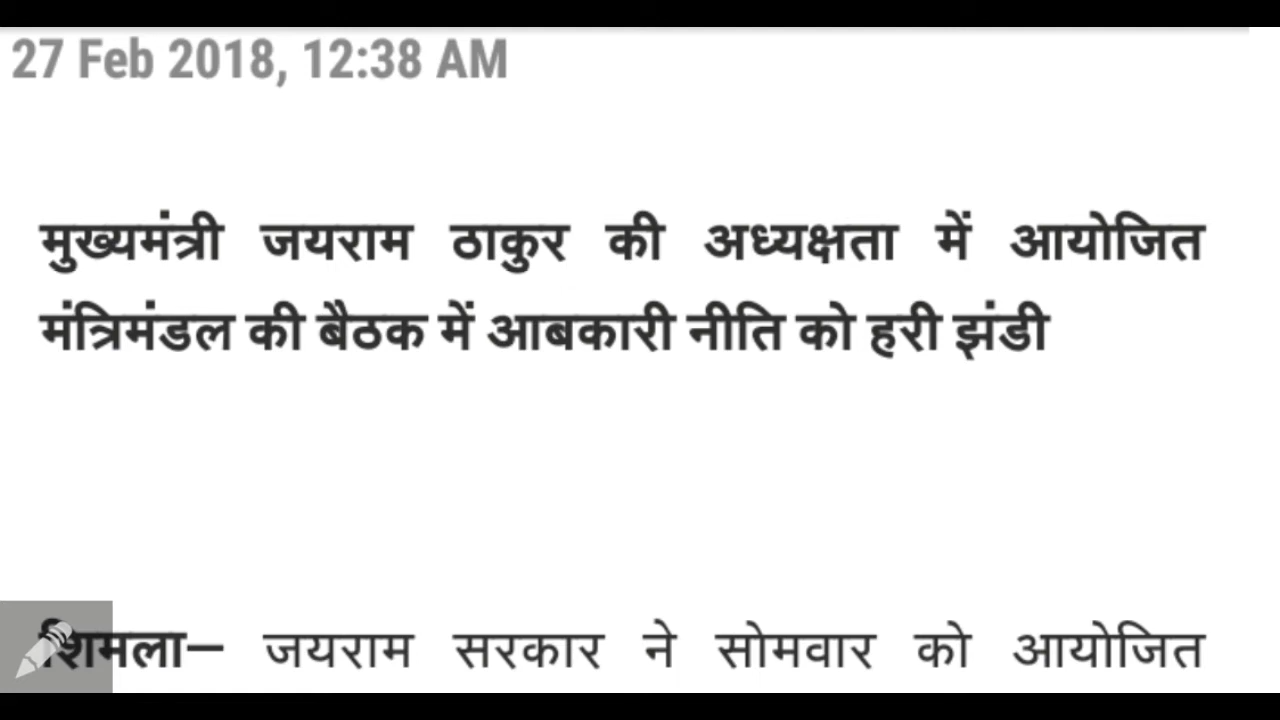 27 Feb 2018, 12:38 AM
मुख्यमंत्री जयराम ठाकुर की अध्यक्षता में आयोजित
मंत्रिमंडल की बैठक में आबकारी नीति को हरी झंडी
शिमला— जयराम सरकार ने सोमवार को आयोजित